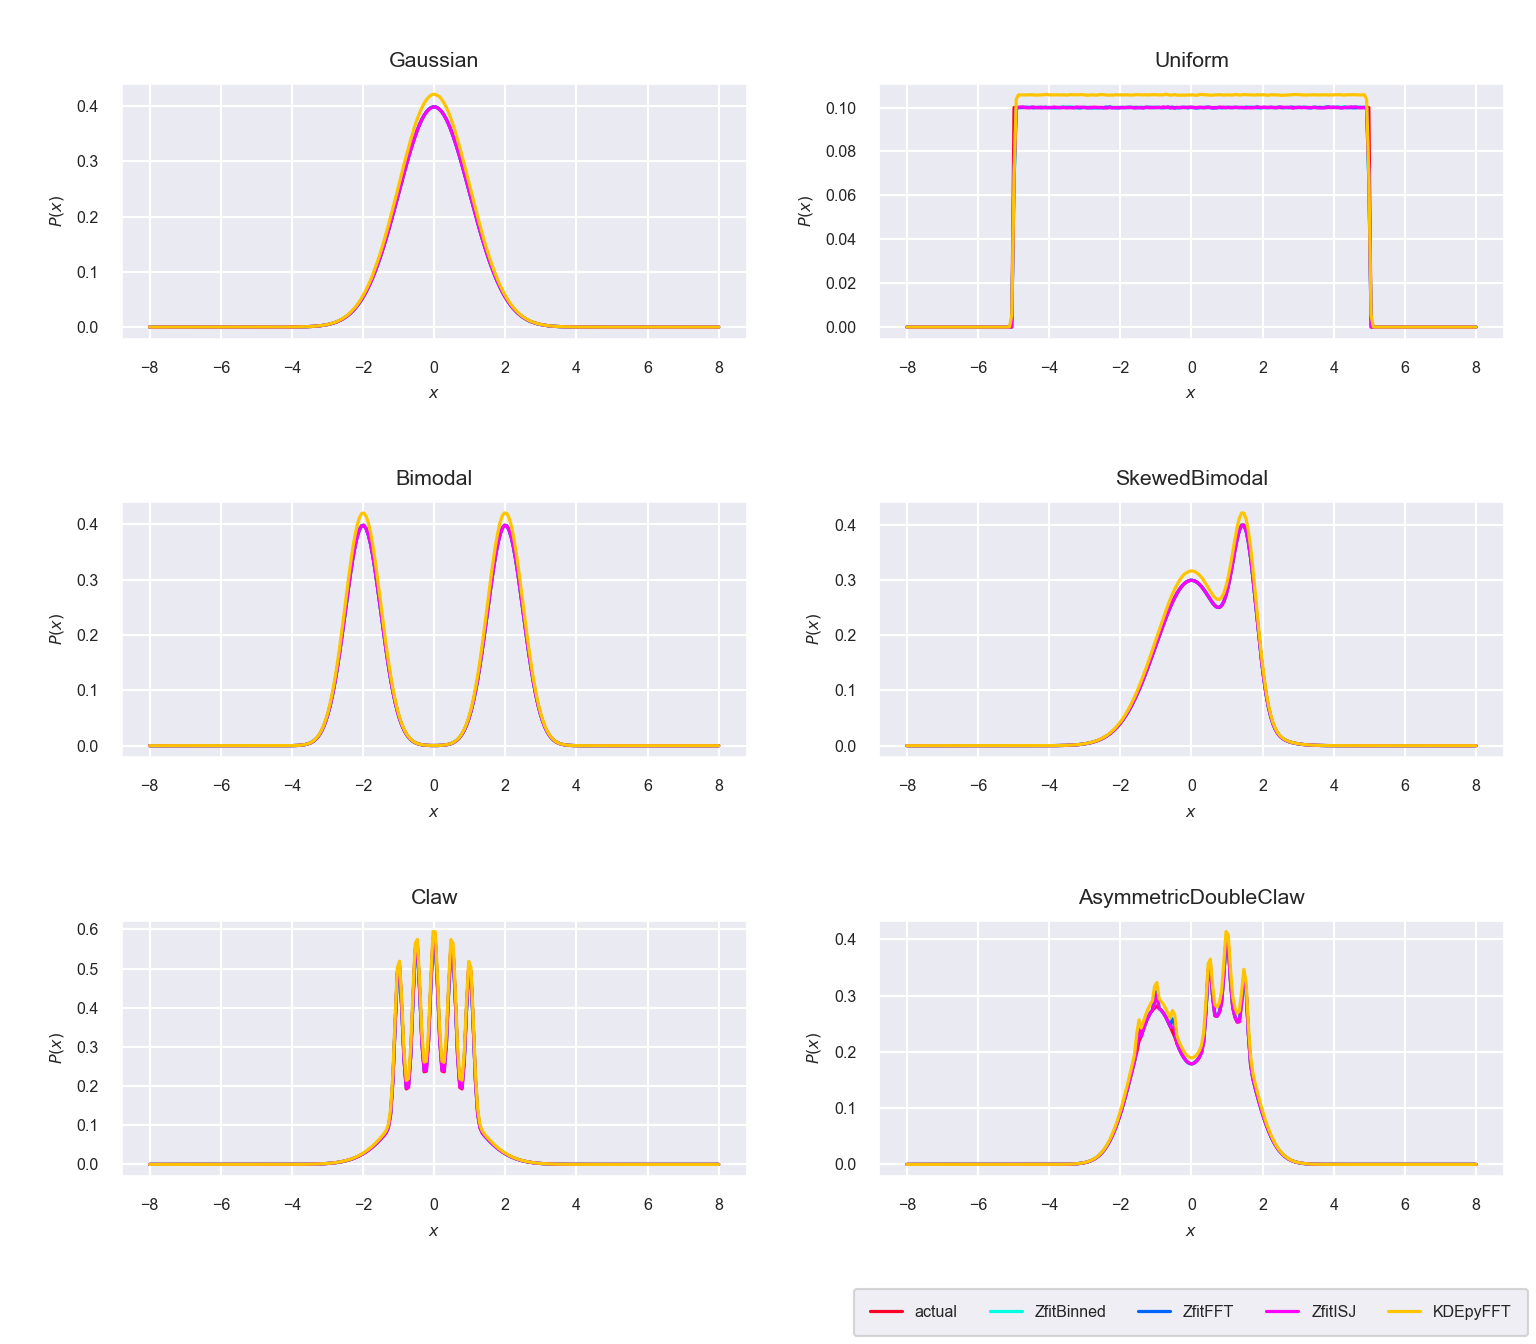 Gaussian
P(x)
0.4
0.3
0.2
0.1
0.0
−8 −6 −4 −2 0 2 4 6 8
x
Uniform
P(x)
0.10
0.08
0.06
0.04
0.02
0.00
−8 −6 −4 −2 0 2 4 6 8
x
Bimodal
P(x)
0.4
0.3
0.2
0.1
0.0
−8 −6 −4 −2 0 2 4 6 8
x
SkewedBimodal
P(x)
0.4
0.3
0.2
0.1
0.0
−8 −6 −4 −2 0 2 4 6 8
x
Claw
P(x)
0.6
0.5
0.4
0.3
0.2
0.1
0.0
−8 −6 −4 −2 0 2 4 6 8
x
AsymmetricDoubleClaw
P(x)
0.4
0.3
0.2
0.1
0.0
−8 −6 −4 −2 0 2 4 6 8
x
actual ZfitBinned ZfitFFT ZfitISJ KDEpyFFT